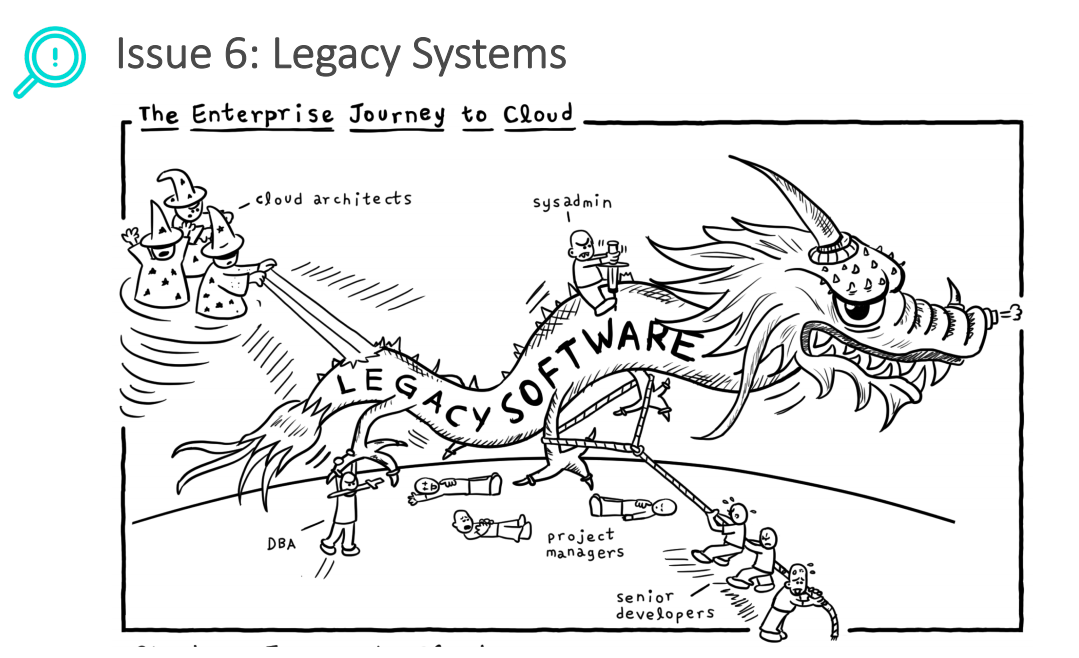 Issue 6: Legacy Systems
The Enterprise Journey to Cloud
cloud architects
sysadmin
LEGACY SOFTWARE
DBA
project
managers
senior
developers